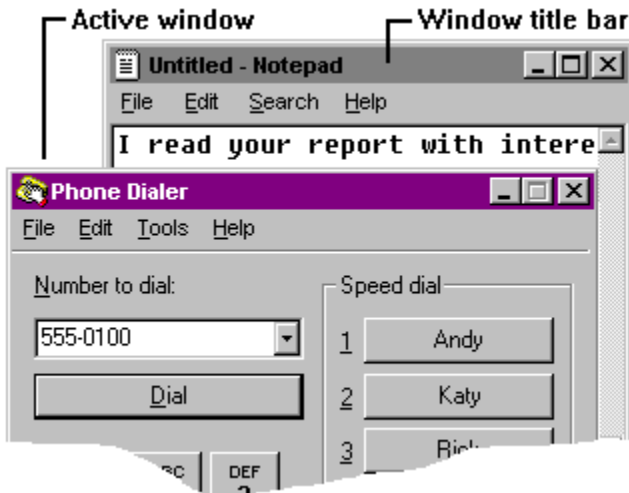 Active window
Window title bar
Untitled - Notepad
File Edit Search Help
I read your report with intere
Phone Dialer
File Edit Tools Help
Number to dial:
Speed dial
555-0100
1 Andy
Dial
2 Katy
3
DEF